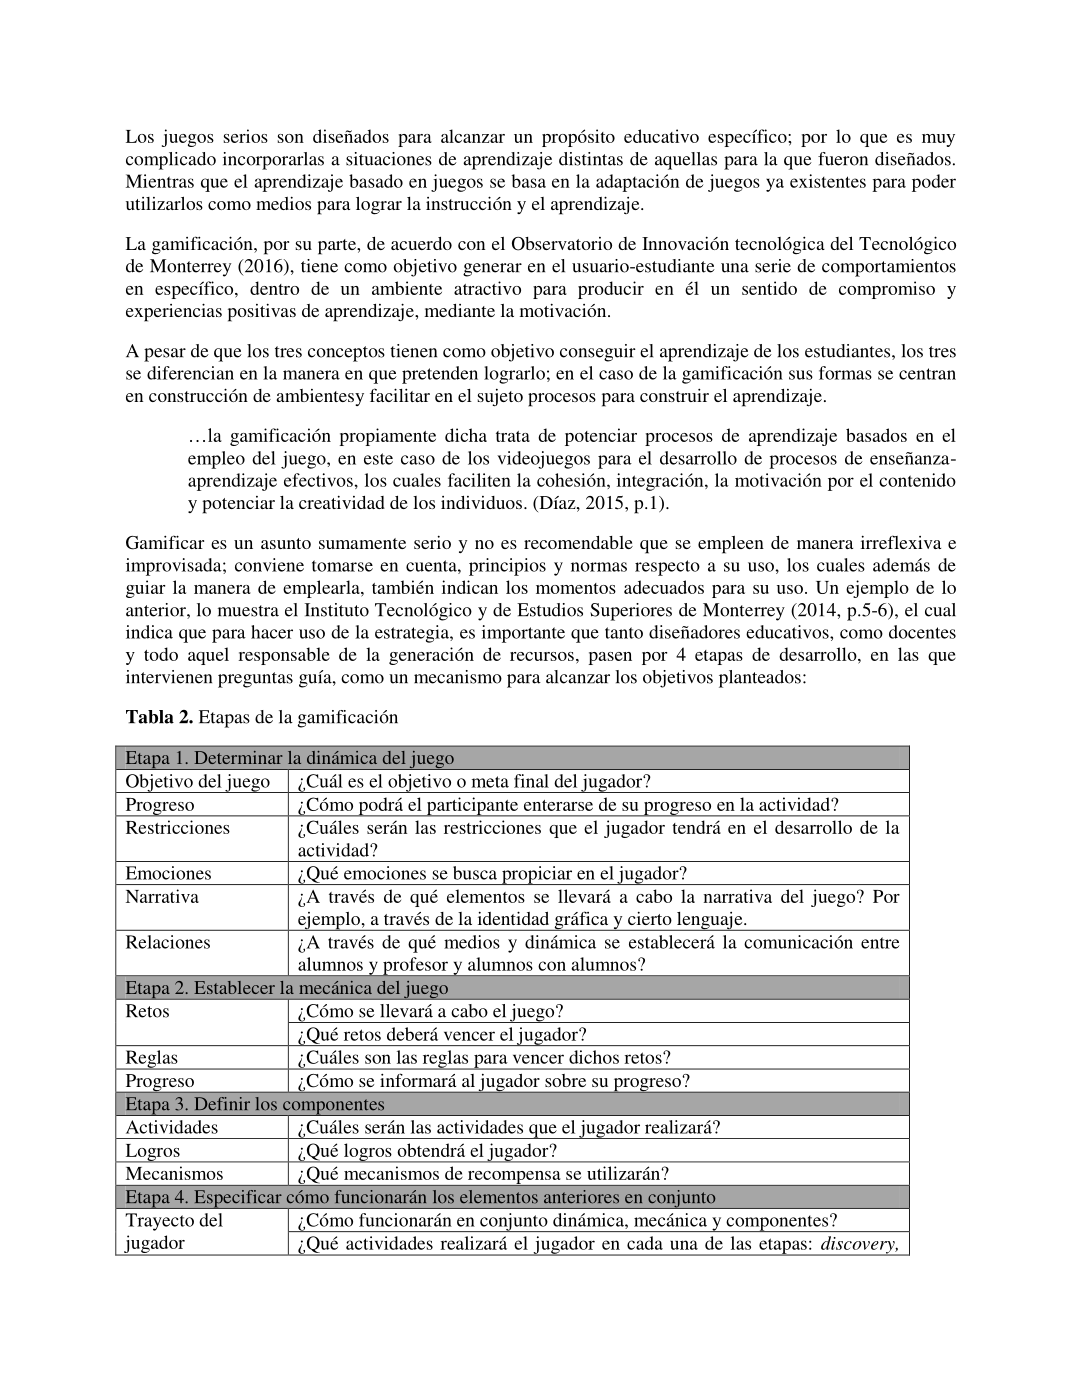 Los juegos serios son diseñados para alcanzar un propósito educativo específico; por lo que es muy
complicado incorporarlas a situaciones de aprendizaje distintas de aquellas para la que fueron diseñados.
Mientras que el aprendizaje basado en juegos se basa en la adaptación de juegos ya existentes para poder
utilizarlos como medios para lograr la instrucción y el aprendizaje.
La gamificación, por su parte, de acuerdo con el Observatorio de Innovación tecnológica del Tecnológico
de Monterrey (2016), tiene como objetivo generar en el usuario-estudiante una serie de comportamientos
en específico, dentro de un ambiente atractivo para producir en él un sentido de compromiso y
experiencias positivas de aprendizaje, mediante la motivación.
A pesar de que los tres conceptos tienen como objetivo conseguir el aprendizaje de los estudiantes, los tres
se diferencian en la manera en que pretenden lograrlo; en el caso de la gamificación sus formas se centran
en construcción de ambientesy facilitar en el sujeto procesos para construir el aprendizaje.
…la gamificación propiamente dicha trata de potenciar procesos de aprendizaje basados en el
empleo del juego, en este caso de los videojuegos para el desarrollo de procesos de enseñanza-
aprendizaje efectivos, los cuales faciliten la cohesión, integración, la motivación por el contenido
y potenciar la creatividad de los individuos. (Díaz, 2015, p.1).
Gamificar es un asunto sumamente serio y no es recomendable que se empleen de manera irreflexiva e
improvisada; conviene tomarse en cuenta, principios y normas respecto a su uso, los cuales además de
guiar la manera de emplearla, también indican los momentos adecuados para su uso. Un ejemplo de lo
anterior, lo muestra el Instituto Tecnológico y de Estudios Superiores de Monterrey (2014, p.5-6), el cual
indica que para hacer uso de la estrategia, es importante que tanto diseñadores educativos, como docentes
y todo aquel responsable de la generación de recursos, pasen por 4 etapas de desarrollo, en las que
intervienen preguntas guía, como un mecanismo para alcanzar los objetivos planteados:
Tabla 2. Etapas de la gamificación
Etapa 1. Determinar la dinámica del juego
Objetivo del juego ¿Cuál es el objetivo o meta final del jugador?
Progreso ¿Cómo podrá el participante enterarse de su progreso en la actividad?
Restricciones ¿Cuáles serán las restricciones que el jugador tendrá en el desarrollo de la
actividad?
Emociones ¿Qué emociones se busca propiciar en el jugador?
Narrativa ¿A través de qué elementos se llevará a cabo la narrativa del juego? Por
ejemplo, a través de la identidad gráfica y cierto lenguaje.
Relaciones ¿A través de qué medios y dinámica se establecerá la comunicación entre
alumnos y profesor y alumnos con alumnos?
Etapa 2. Establecer la mecánica del juego
Retos ¿Cómo se llevará a cabo el juego?
¿Qué retos deberá vencer el jugador?
Reglas ¿Cuáles son las reglas para vencer dichos retos?
Progreso ¿Cómo se informará al jugador sobre su progreso?
Etapa 3. Definir los componentes
Actividades ¿Cuáles serán las actividades que el jugador realizará?
Logros ¿Qué logros obtendrá el jugador?
Mecanismos ¿Qué mecanismos de recompensa se utilizarán?
Etapa 4. Especificar cómo funcionarán los elementos anteriores en conjunto
Trayecto del ¿Cómo funcionarán en conjunto dinámica, mecánica y componentes?
jugador ¿Qué actividades realizará el jugador en cada una de las etapas: discovery,